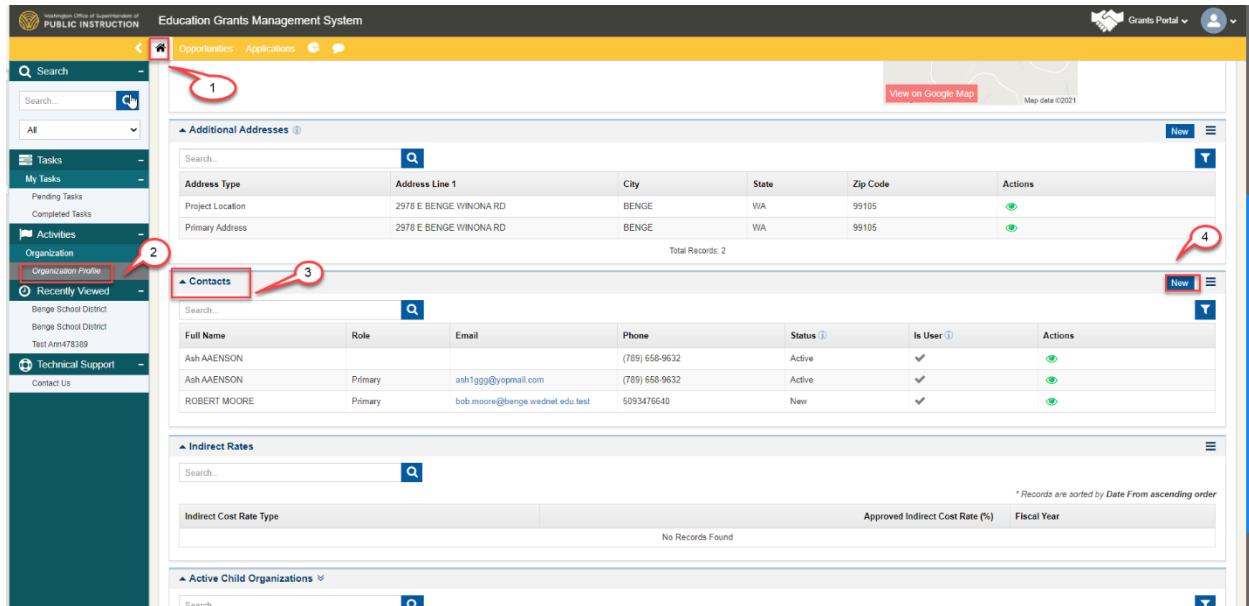 Washington Office of Superintendent of
PUBLIC INSTRUCTION
Education Grants Management System
Grants Portal
Opportunities Applications
1
Search
Search...
All
Tasks
My Tasks
Pending Tasks
Completed Tasks
Activities
Organization
Organization Profile
2
Recently Viewed
Benge School District
Benge School District
Test Ann478389
Technical Support
Contact Us
View on Google Map
Map data ©2021
Additional Addresses
New
Search...
Address Type Address Line 1 City State Zip Code Actions
Project Location 2978 E BENGE WINONA RD BENGE WA 99105
Primary Address 2978 E BENGE WINONA RD BENGE WA 99105
Total Records: 2
4
3
Contacts
New
Search...
Full Name Role Email Phone Status Is User Actions
Ash AAENSON (789) 658-9632 Active
Ash AAENSON Primary ash1ggg@yopmail.com (789) 658-9632 Active
ROBERT MOORE Primary bob.moore@benge.wednet.edu.test 5093476640 New
Indirect Rates
Search...
* Records are sorted by Date From ascending order
Indirect Cost Rate Type Approved Indirect Cost Rate (%) Fiscal Year
No Records Found
Active Child Organizations
Search...